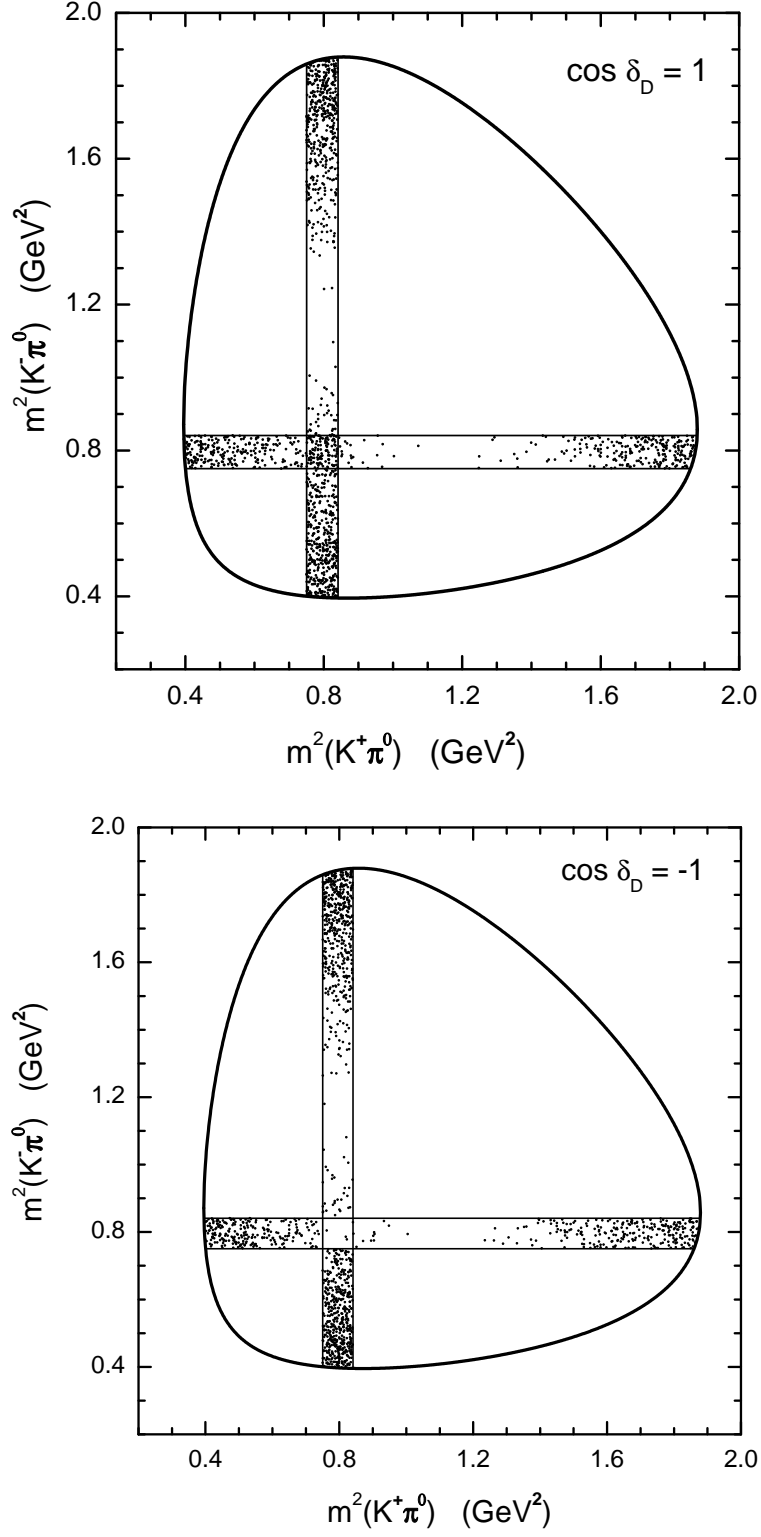 2.0
cos δ_D = 1
1.6
1.2
0.8
0.4
m²(K⁻π⁰) (GeV²)
0.4 0.8 1.2 1.6 2.0
m²(K⁺π⁰) (GeV²)
2.0
cos δ_D = -1
1.6
1.2
0.8
0.4
m²(K⁻π⁰) (GeV²)
0.4 0.8 1.2 1.6 2.0
m²(K⁺π⁰) (GeV²)